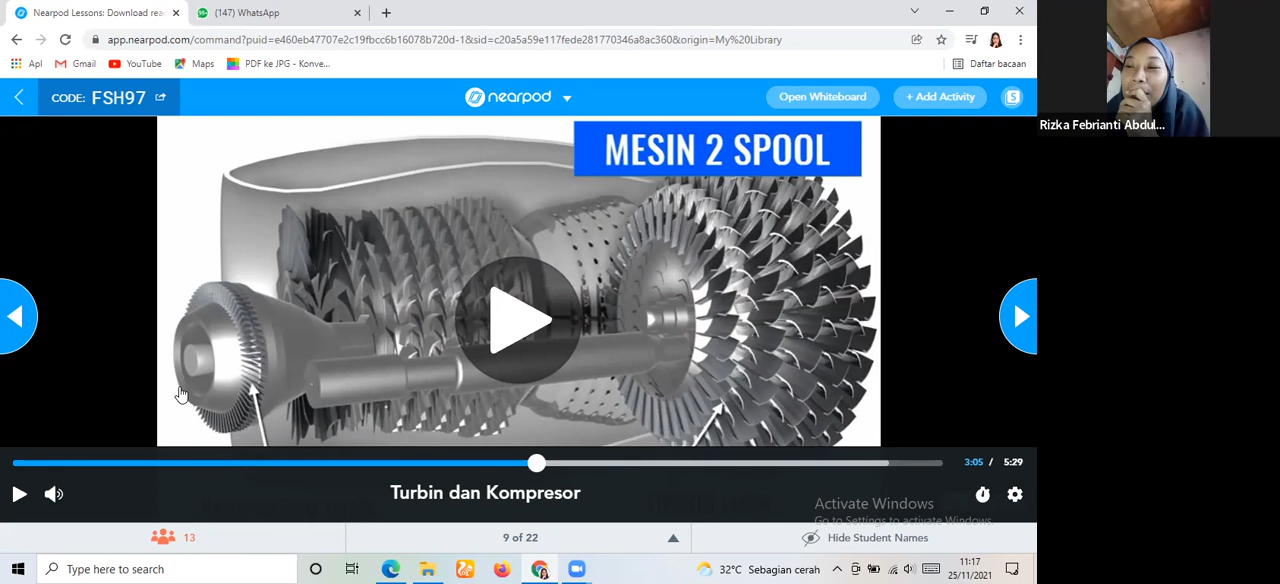 Nearpod Lessons: Download rea
(147) WhatsApp
app.nearpod.com/command?puid=e460eb47707e2c19fbcc6b16078b720d-1&sid=c20a5a59e117fede281770346a8ac360&origin=My%20Library
Apl
Gmail
YouTube
Maps
PDF ke JPG - Konve...
Daftar bacaan
CODE: FSH97
nearpod
Open Whiteboard
+ Add Activity
S
Rizka Febrianti Abdul...
MESIN 2 SPOOL
3:05 / 5:29
Turbin dan Kompresor
Activate Windows
Go to Settings to activate Windows.
13
9 of 22
Hide Student Names
Type here to search
32°C Sebagian cerah
11:17
25/11/2021